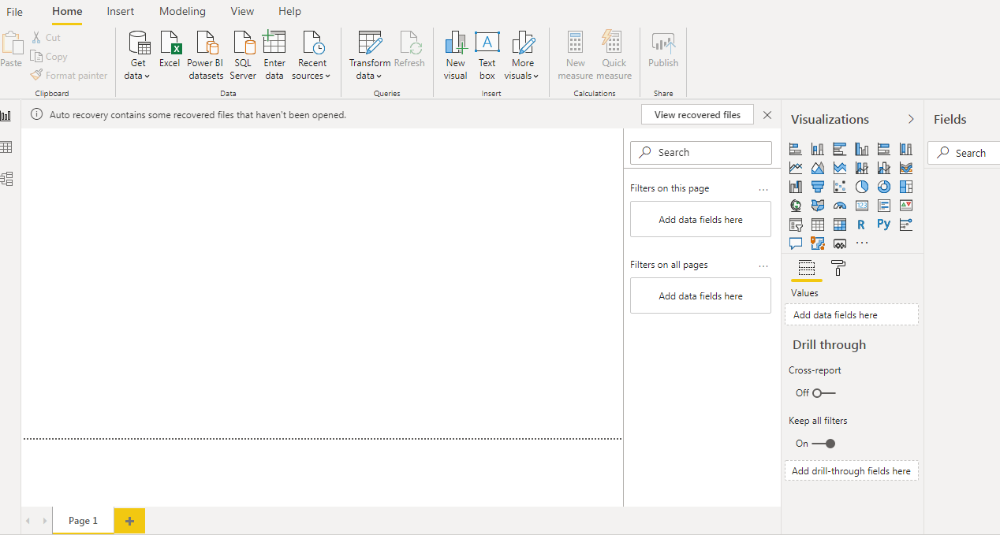 File Home Insert Modeling View Help
Paste
Cut
Copy
Format painter
Clipboard
Get data
Excel
Power BI datasets
SQL Server
Enter data
Recent sources
Data
Transform data
Refresh
Queries
New visual
Text box
More visuals
Insert
New measure
Quick measure
Calculations
Publish
Share
Auto recovery contains some recovered files that haven't been opened.
View recovered files
Search
Filters on this page
...
Add data fields here
Filters on all pages
...
Add data fields here
Visualizations
123
R
Py
...
Values
Add data fields here
Drill through
Cross-report
Off
Keep all filters
On
Add drill-through fields here
Fields
Search
Page 1